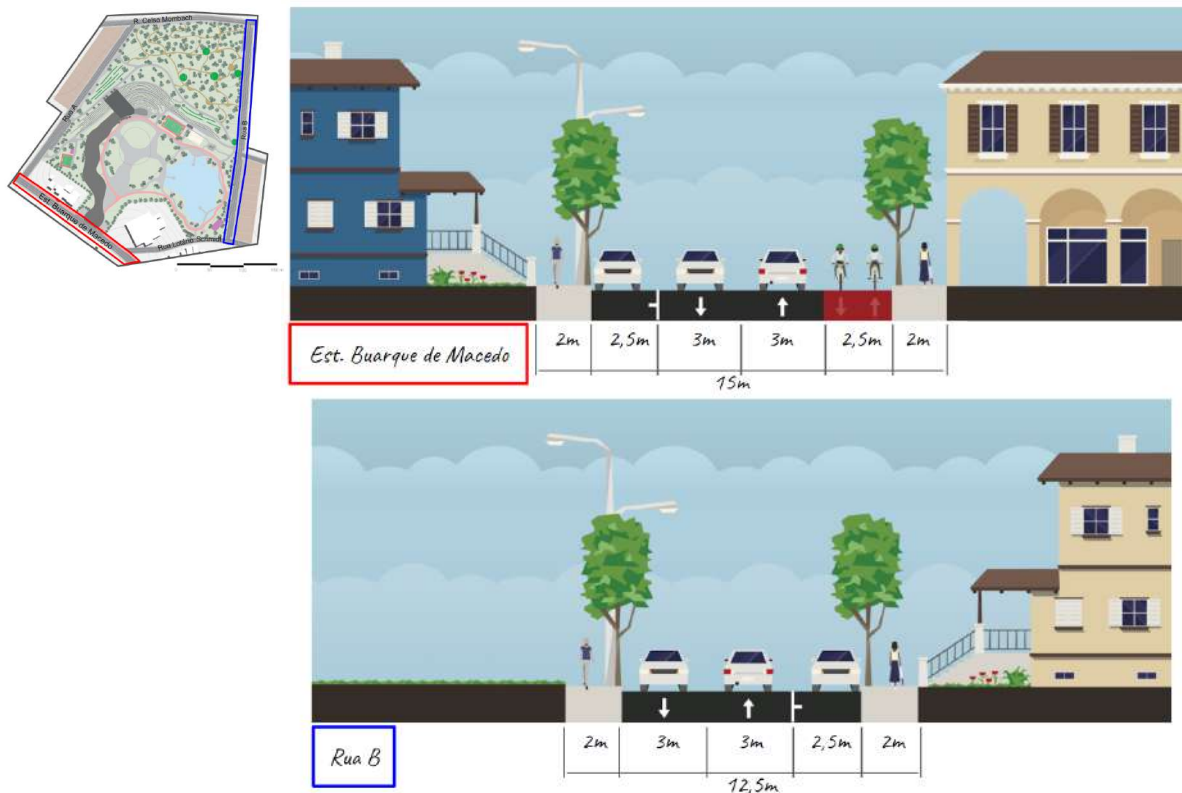 R. Celso Mombach
Rua A
Rua B
Est. Buarque de Macedo
Rua Lotário Schmidt
2m
2,5m
3m
3m
2,5m
2m
Est. Buarque de Macedo
15m
2m
3m
3m
2,5m
2m
Rua B
12,5m